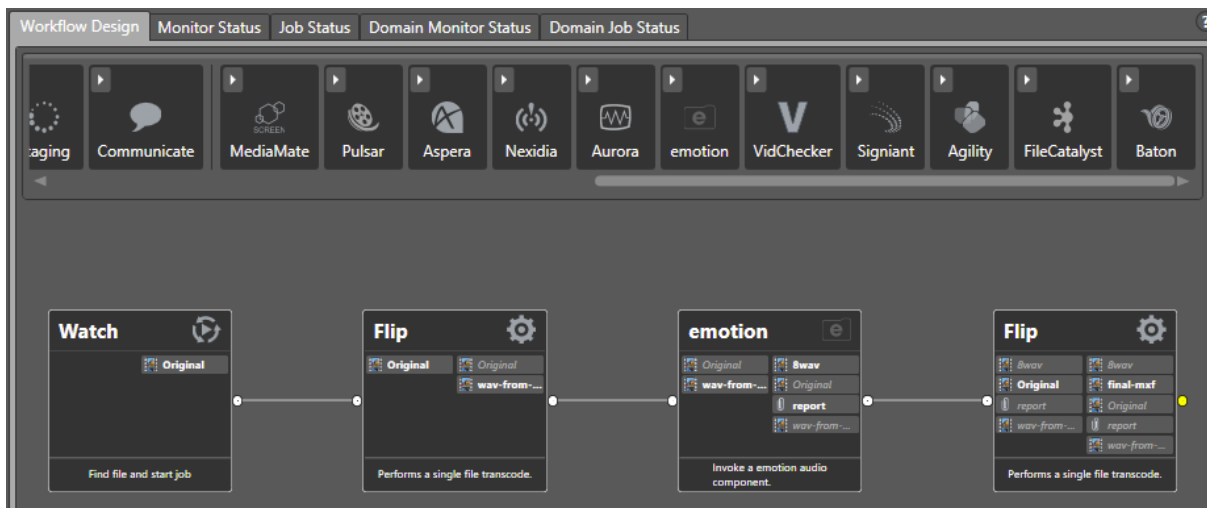 Workflow Design Monitor Status Job Status Domain Monitor Status Domain Job Status ?
aging Communicate MediaMate Pulsar Aspera Nexidia Aurora emotion VidChecker Signiant Agility FileCatalyst Baton
SCREEN
e
V
Watch
Original
Find file and start job
Flip
Original Original
wav-from-...
Performs a single file transcode.
emotion e
Original 8wav
wav-from-... Original
report
wav-from-...
Invoke a emotion audio
component.
Flip
8wav 8wav
Original final-mxf
report Original
wav-from-... report
wav-from-...
Performs a single file transcode.